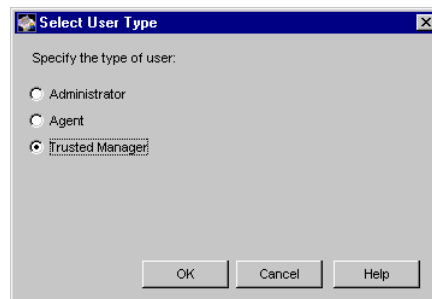 Select User Type
Specify the type of user:
Administrator
Agent
Trusted Manager
OK Cancel Help